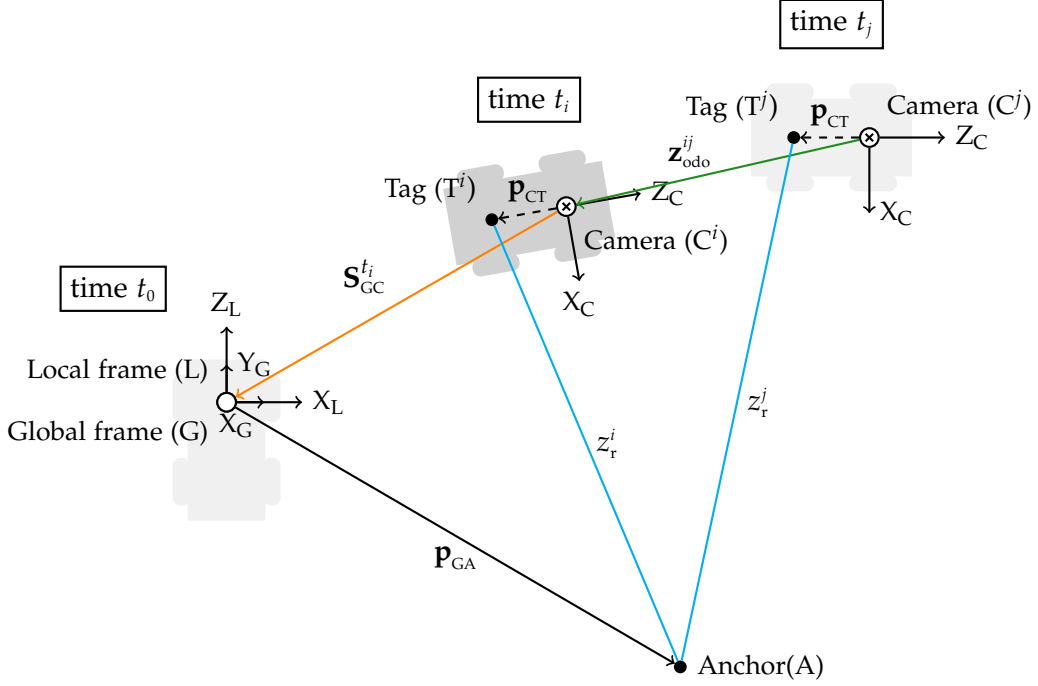 time t_j
time t_i
Tag (T^j)
p_CT
Camera (C^j)
Z_C
z_odo^ij
X_C
Tag (T^i)
p_CT
Z_C
Camera (C^i)
X_C
S_GC^t_i
time t_0
Z_L
Local frame (L)
Y_G
X_L
X_G
Global frame (G)
z_r^i
z_r^j
p_GA
Anchor(A)